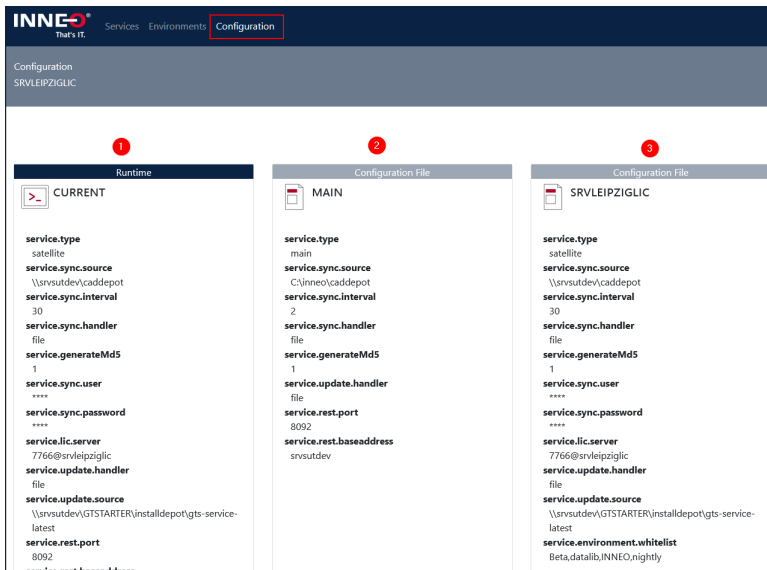 INNEO®
That's IT.
Services Environments Configuration
Configuration
SRVLEIPZIGLIC
1
2
3
Runtime
CURRENT
service.type
satellite
service.sync.source
\\srvsutdev\caddepot
service.sync.interval
30
service.sync.handler
file
service.generateMd5
1
service.sync.user
****
service.sync.password
****
service.lic.server
7766@srvleipziglic
service.update.handler
file
service.update.source
\\srvsutdev\GTSTARTER\installdepot\gts-service-
latest
service.rest.port
8092
Configuration File
MAIN
service.type
main
service.sync.source
C:\inneo\caddepot
service.sync.interval
2
service.sync.handler
file
service.generateMd5
1
service.update.handler
file
service.rest.port
8092
service.rest.baseaddress
srvsutdev
Configuration File
SRVLEIPZIGLIC
service.type
satellite
service.sync.source
\\srvsutdev\caddepot
service.sync.interval
30
service.sync.handler
file
service.generateMd5
1
service.sync.user
****
service.sync.password
****
service.lic.server
7766@srvleipziglic
service.update.handler
file
service.update.source
\\srvsutdev\GTSTARTER\installdepot\gts-service-
latest
service.environment.whitelist
Beta,datalib,INNEO,nightly